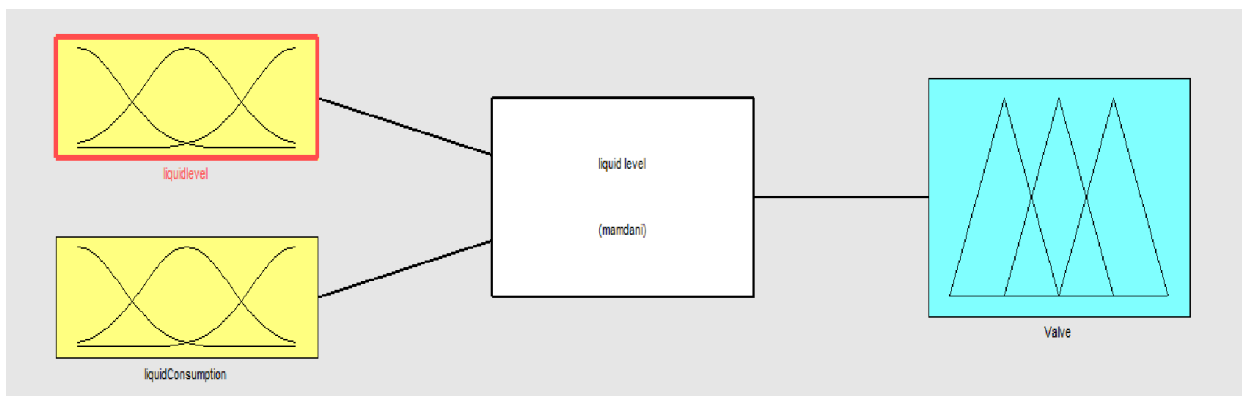 liquidlevel
liquid level
(mamdani)
liquidConsumption
Valve